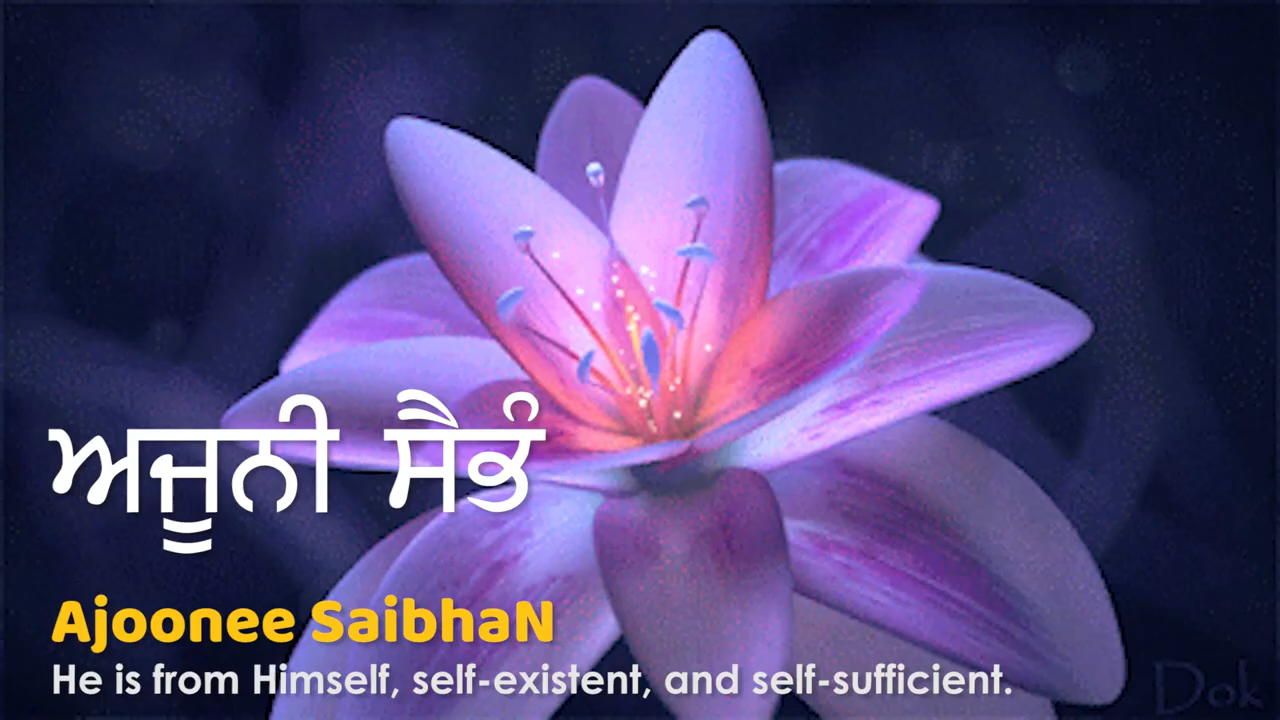 ਅਜੂਨੀ ਸੈਭੰ
Ajoonee SaibhaN
He is from Himself, self-existent, and self-sufficient.
Dok